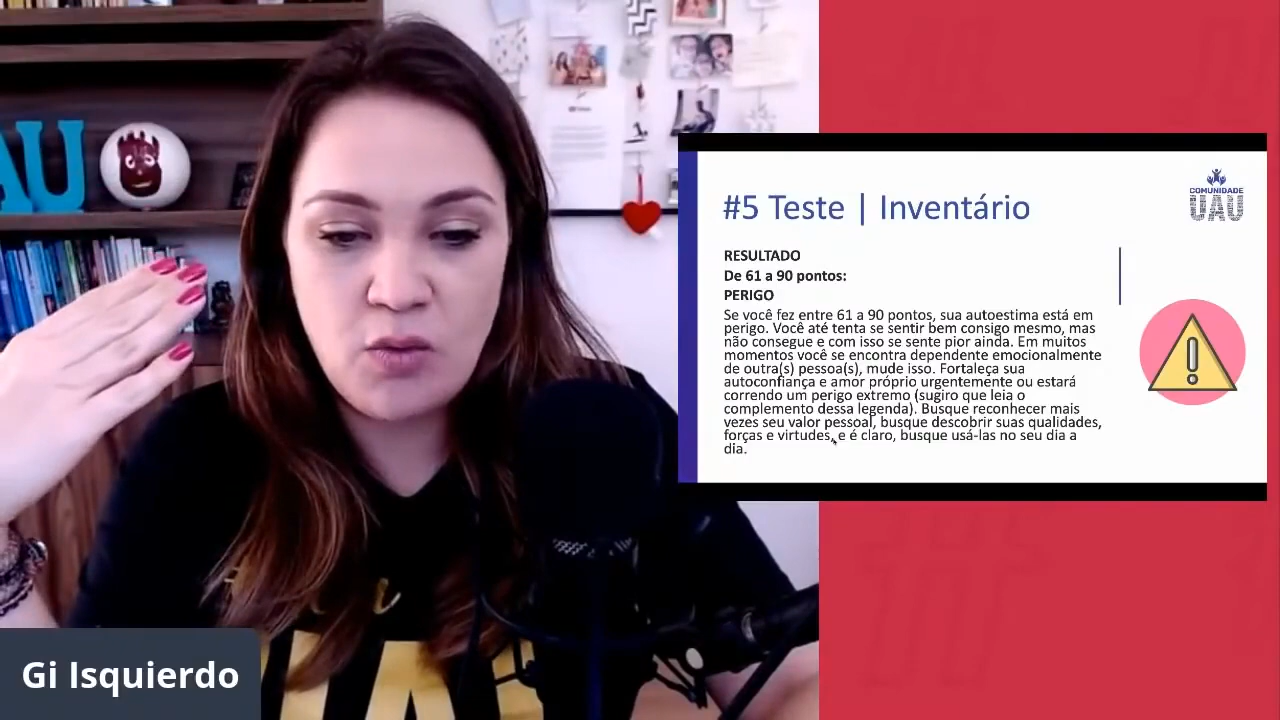 AU
#5 Teste | Inventário
COMUNIDADE
UAU
RESULTADO
De 61 a 90 pontos:
PERIGO
Se você fez entre 61 a 90 pontos, sua autoestima está em
perigo. Você até tenta se sentir bem consigo mesmo, mas
não consegue e com isso se sente pior ainda. Em muitos
momentos você se encontra dependente emocionalmente
de outra(s) pessoa(s), mude isso. Fortaleça sua
autoconfiança e amor próprio urgentemente ou estará
correndo um perigo extremo (sugiro que leia o
complemento dessa legenda). Busque reconhecer mais
vezes seu valor pessoal, busque descobrir suas qualidades,
forças e virtudes, e é claro, busque usá-las no seu dia a
dia.
Gi Isquierdo
UAU